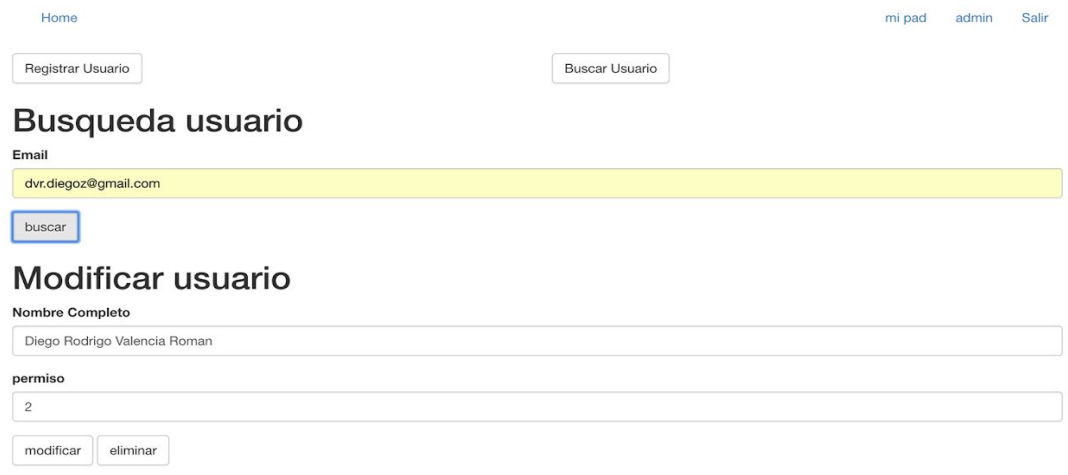 Home mi pad admin Salir
Registrar Usuario Buscar Usuario
Busqueda usuario
Email
dvr.diegoz@gmail.com
buscar
Modificar usuario
Nombre Completo
Diego Rodrigo Valencia Roman
permiso
2
modificar eliminar